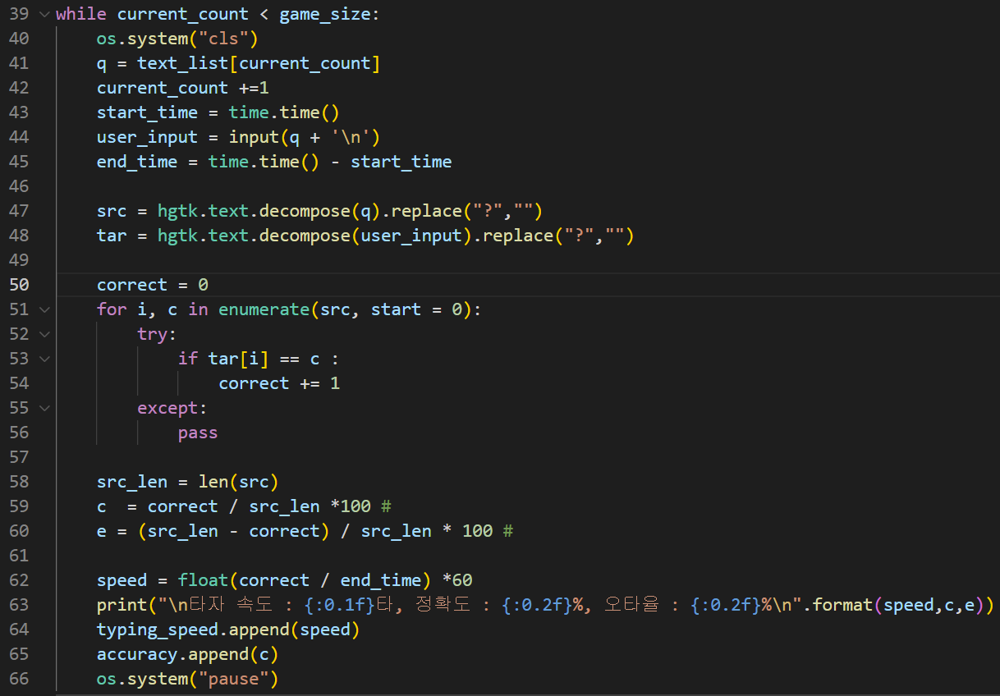 39 while current_count < game_size:
40     os.system("cls")
41     q = text_list[current_count]
42     current_count +=1
43     start_time = time.time()
44     user_input = input(q + '\n')
45     end_time = time.time() - start_time
46
47     src = hgtk.text.decompose(q).replace("?","")
48     tar = hgtk.text.decompose(user_input).replace("?","")
49
50     correct = 0
51     for i, c in enumerate(src, start = 0):
52         try:
53             if tar[i] == c :
54                 correct += 1
55         except:
56             pass
57
58     src_len = len(src)
59     c  = correct / src_len *100 #
60     e = (src_len - correct) / src_len * 100 #
61
62     speed = float(correct / end_time) *60
63     print("\n타자 속도 : {:0.1f}타, 정확도 : {:0.2f}%, 오타율 : {:0.2f}%\n".format(speed,c,e))
64     typing_speed.append(speed)
65     accuracy.append(c)
66     os.system("pause")